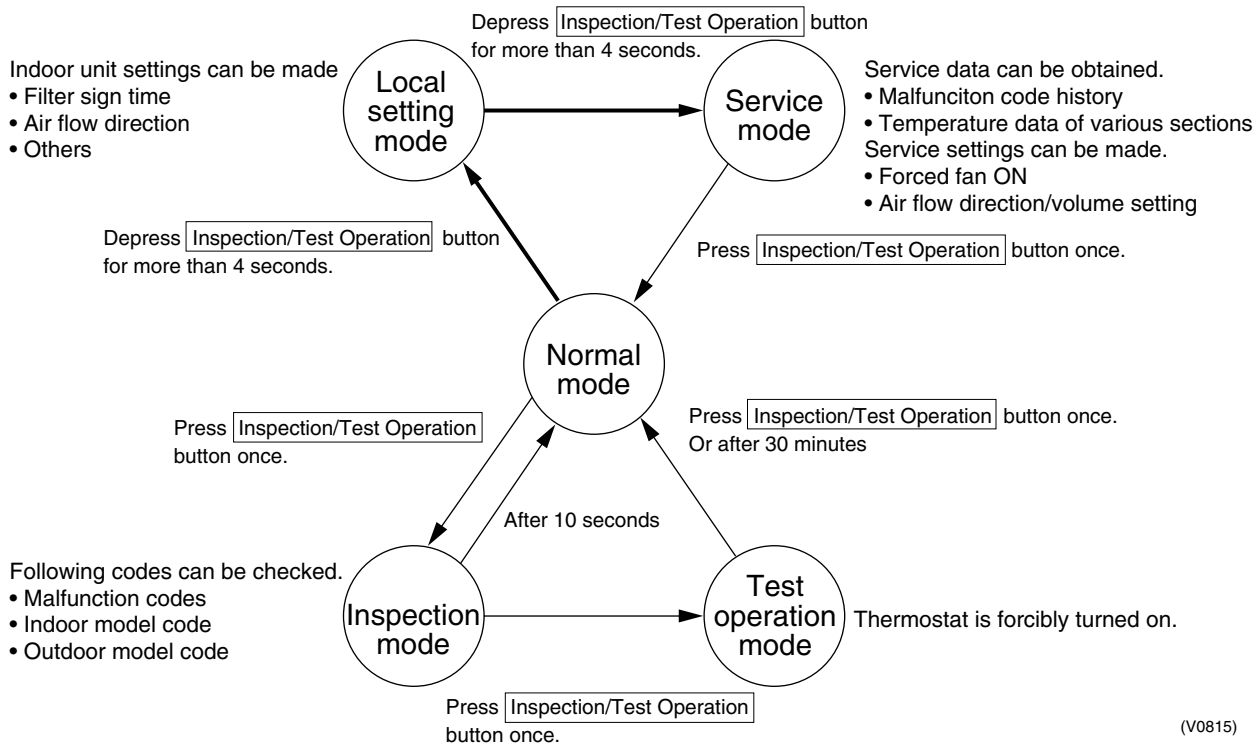 Depress Inspection/Test Operation button
for more than 4 seconds.
Indoor unit settings can be made
• Filter sign time
• Air flow direction
• Others
Local
setting
mode
Service
mode
Service data can be obtained.
• Malfunciton code history
• Temperature data of various sections
Service settings can be made.
• Forced fan ON
• Air flow direction/volume setting
Depress Inspection/Test Operation button
for more than 4 seconds.
Press Inspection/Test Operation button once.
Normal
mode
Press Inspection/Test Operation
button once.
Press Inspection/Test Operation button once.
Or after 30 minutes
After 10 seconds
Following codes can be checked.
• Malfunction codes
• Indoor model code
• Outdoor model code
Inspection
mode
Test
operation
mode
Thermostat is forcibly turned on.
Press Inspection/Test Operation
button once.
(V0815)